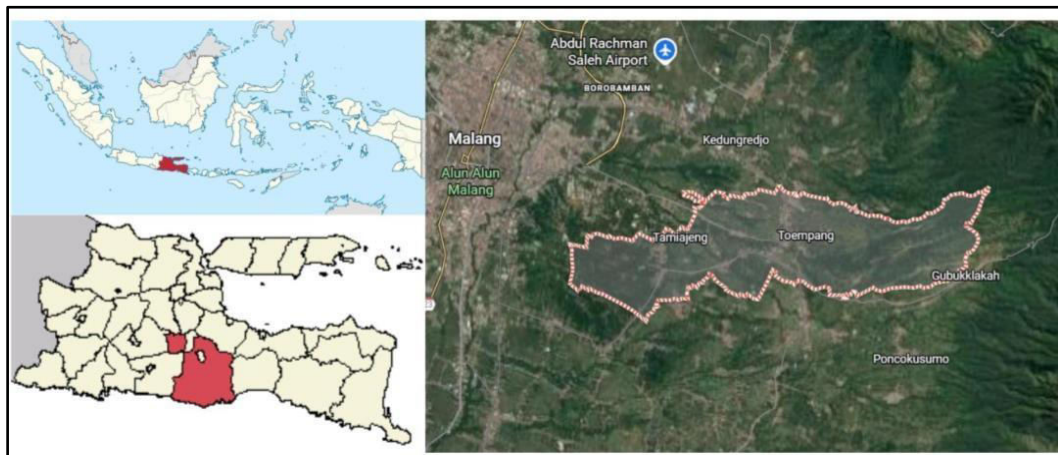 Abdul Rachman
Saleh Airport
BOROBAMBAN
Malang
Kedungredjo
Alun Alun
Malang
Tamiajeng
Toempang
Gubukklakah
Poncokusumo